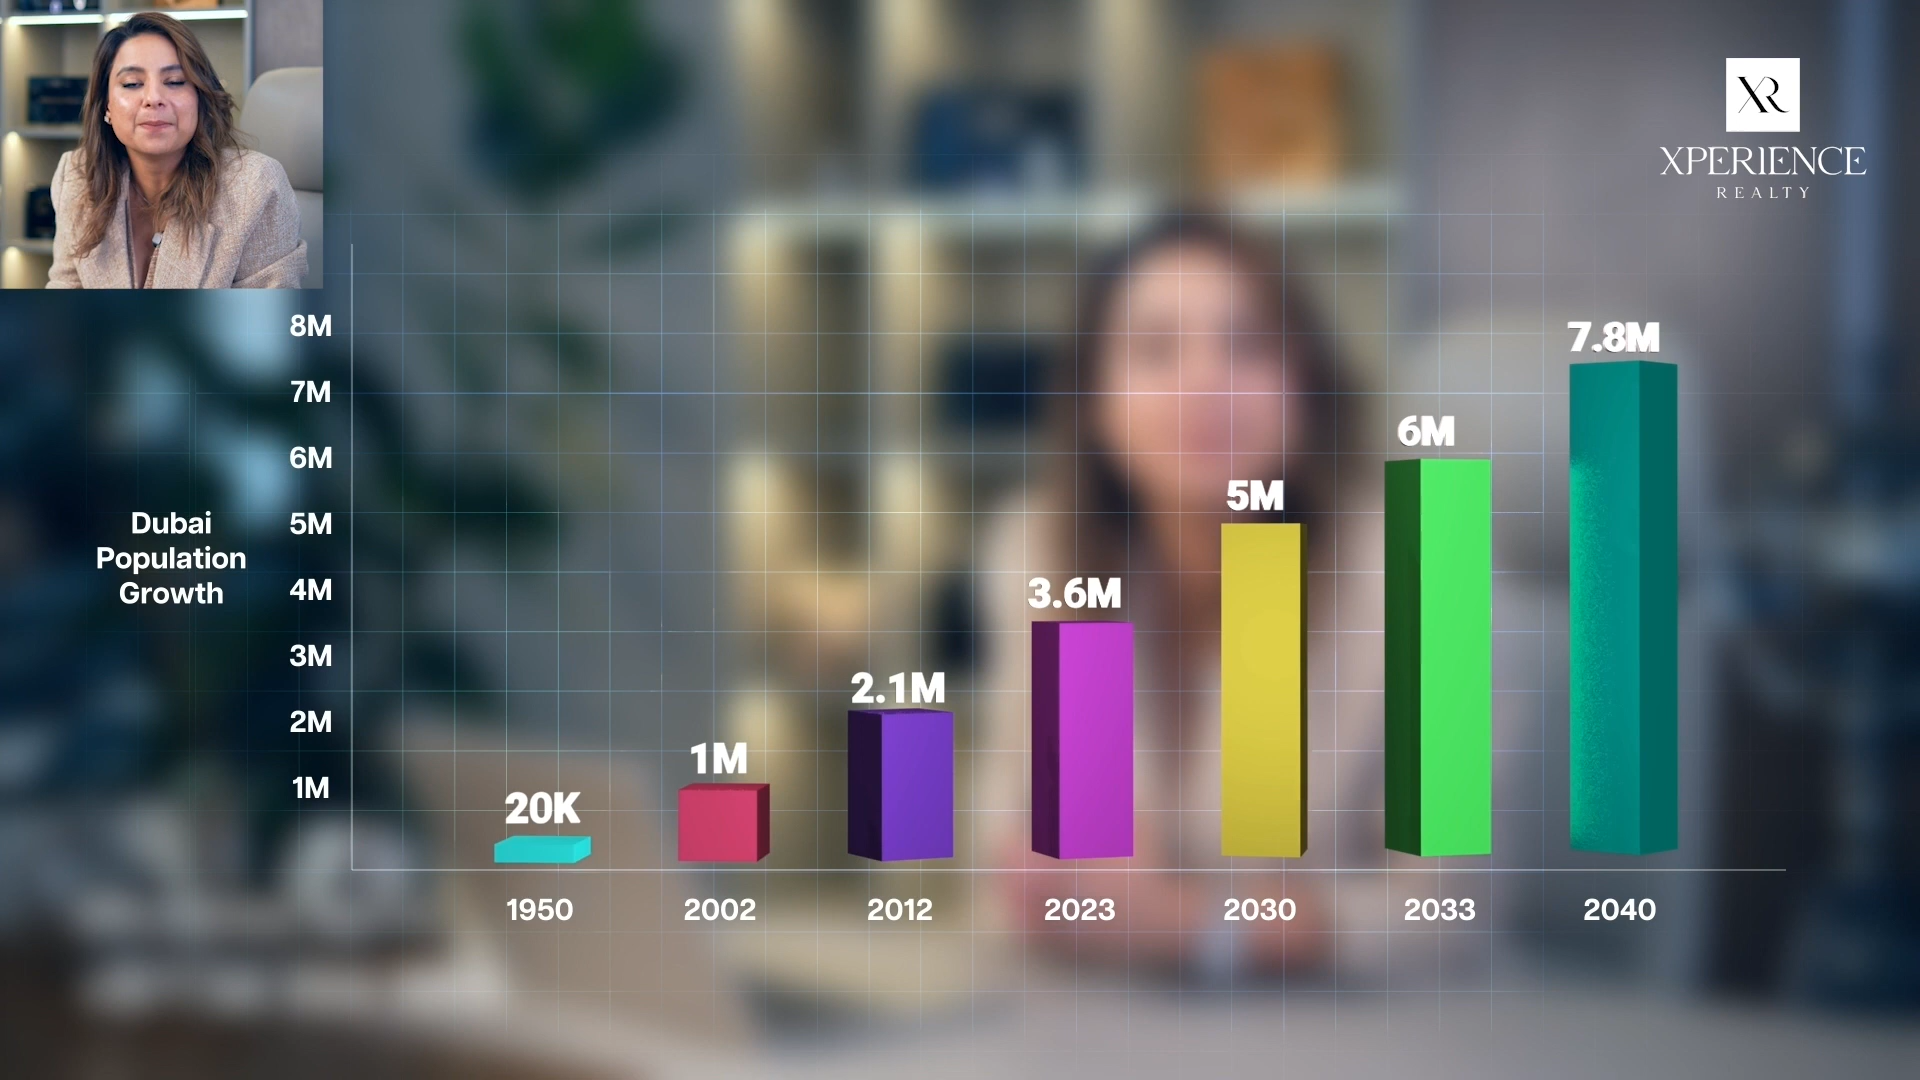 XR
XPERIENCE
REALTY
Dubai
Population
Growth
8M
7M
6M
5M
4M
3M
2M
1M
20K
1M
2.1M
3.6M
5M
6M
7.8M
1950
2002
2012
2023
2030
2033
2040